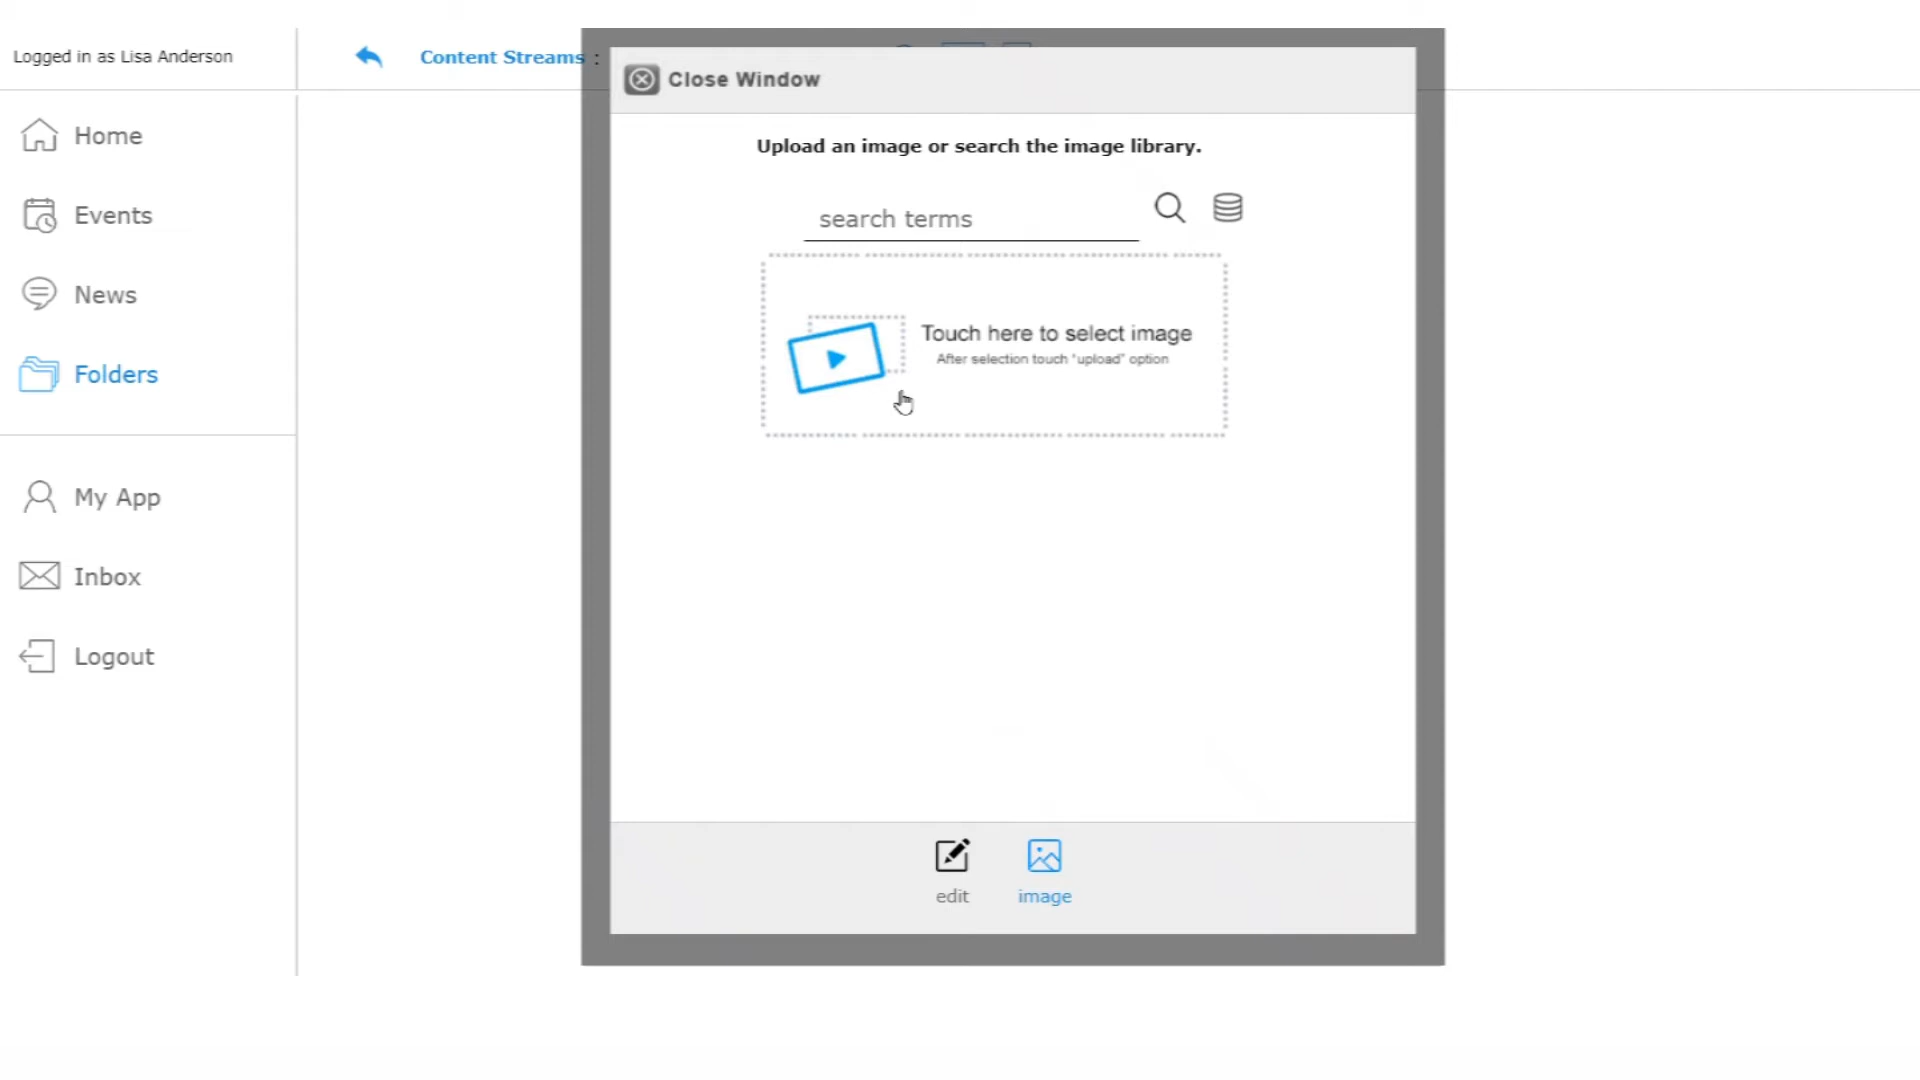 Logged in as Lisa Anderson
Content Streams :
Close Window
Home
Events
News
Folders
My App
Inbox
Logout
Upload an image or search the image library.
search terms
Touch here to select image
After selection touch "upload" option
edit
image